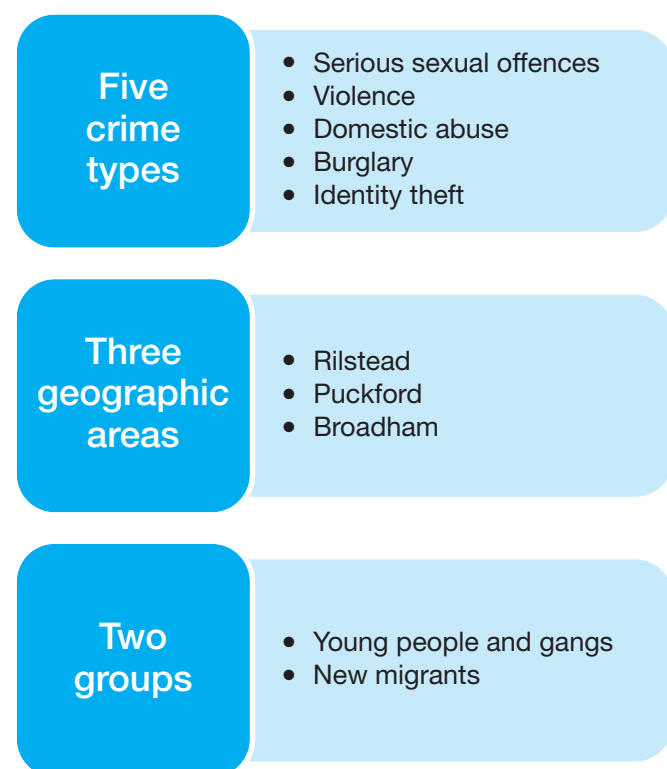 Five
crime
types
• Serious sexual offences
• Violence
• Domestic abuse
• Burglary
• Identity theft
Three
geographic
areas
• Rilstead
• Puckford
• Broadham
Two
groups
• Young people and gangs
• New migrants